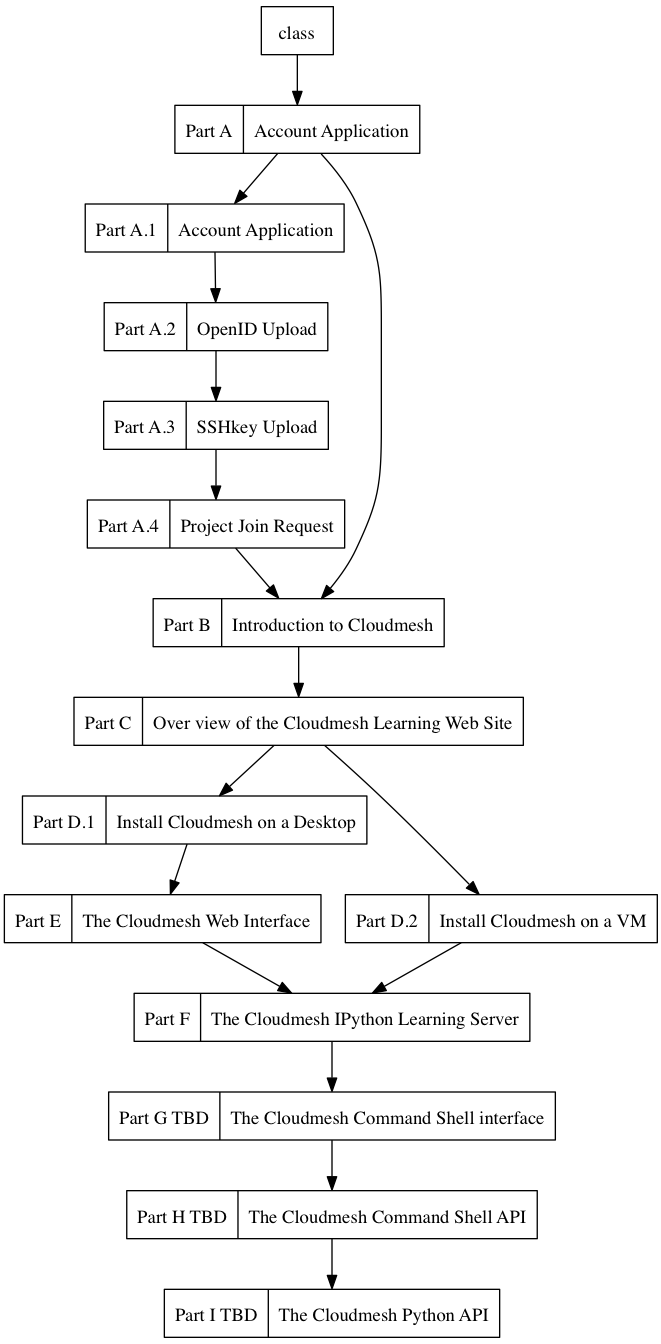 class
Part A Account Application
Part A.1 Account Application
Part A.2 OpenID Upload
Part A.3 SSHkey Upload
Part A.4 Project Join Request
Part B Introduction to Cloudmesh
Part C Over view of the Cloudmesh Learning Web Site
Part D.1 Install Cloudmesh on a Desktop
Part E The Cloudmesh Web Interface
Part D.2 Install Cloudmesh on a VM
Part F The Cloudmesh IPython Learning Server
Part G TBD The Cloudmesh Command Shell interface
Part H TBD The Cloudmesh Command Shell API
Part I TBD The Cloudmesh Python API